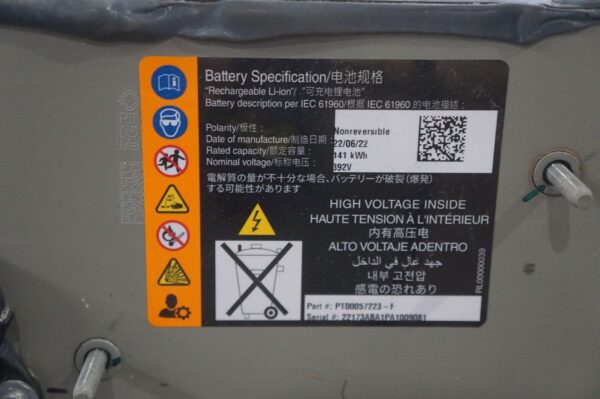 Battery Specification/电池规格
"Rechargeable Li-ion"/ "可充电锂电池"
Battery description per IEC 61960/根据 IEC 61960 的电池描述：
Polarity/极性： Nonreversible
Date of manufacture/制造日期： 22/06/22
Rated capacity/额定容量： 141 kWh
Nominal voltage/标称电压： 392V
電解質の量が不十分な場合、バッテリーが破裂（爆発）
する可能性があります
HIGH VOLTAGE INSIDE
HAUTE TENSION À L'INTÉRIEUR
内有高压电
ALTO VOLTAJE ADENTRO
جهد عال في الداخل
내부 고전압
感電の恐れあり
RL00000039
Part #: PT00057223 - F
Serial #: 22173ABA1PA1009081